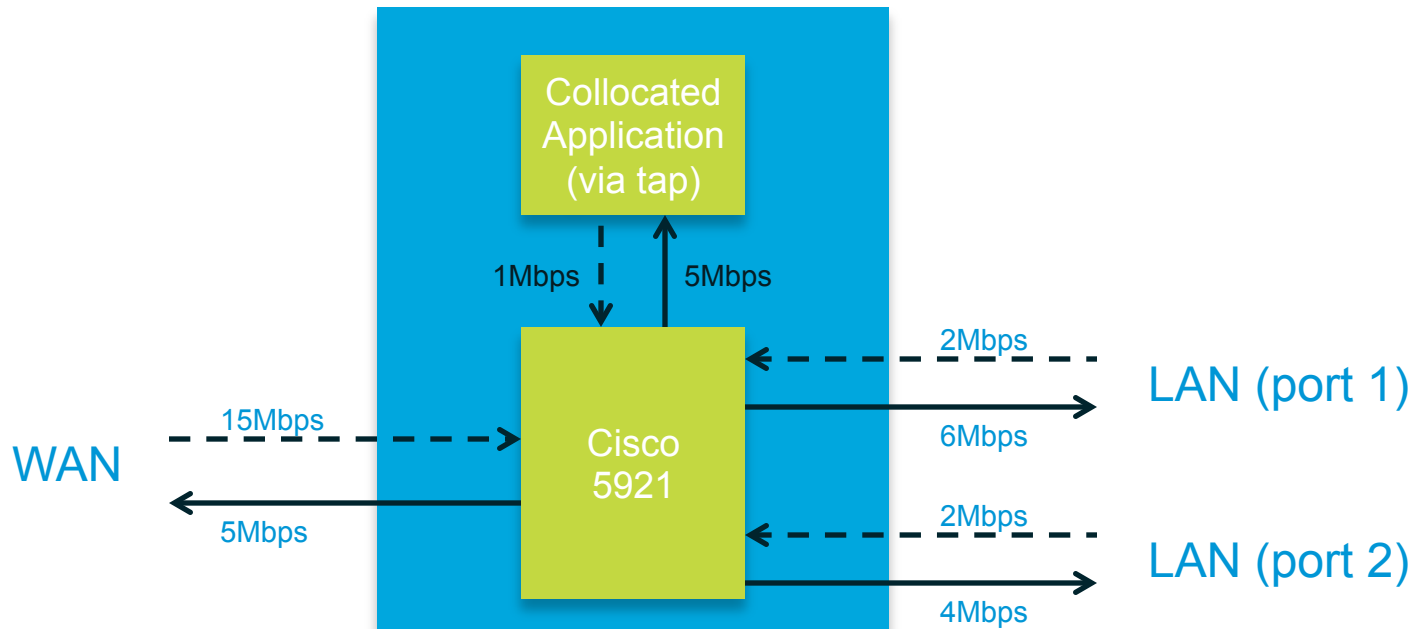 Collocated
Application
(via tap)
1Mbps
5Mbps
2Mbps
LAN (port 1)
6Mbps
15Mbps
WAN
5Mbps
Cisco
5921
2Mbps
LAN (port 2)
4Mbps